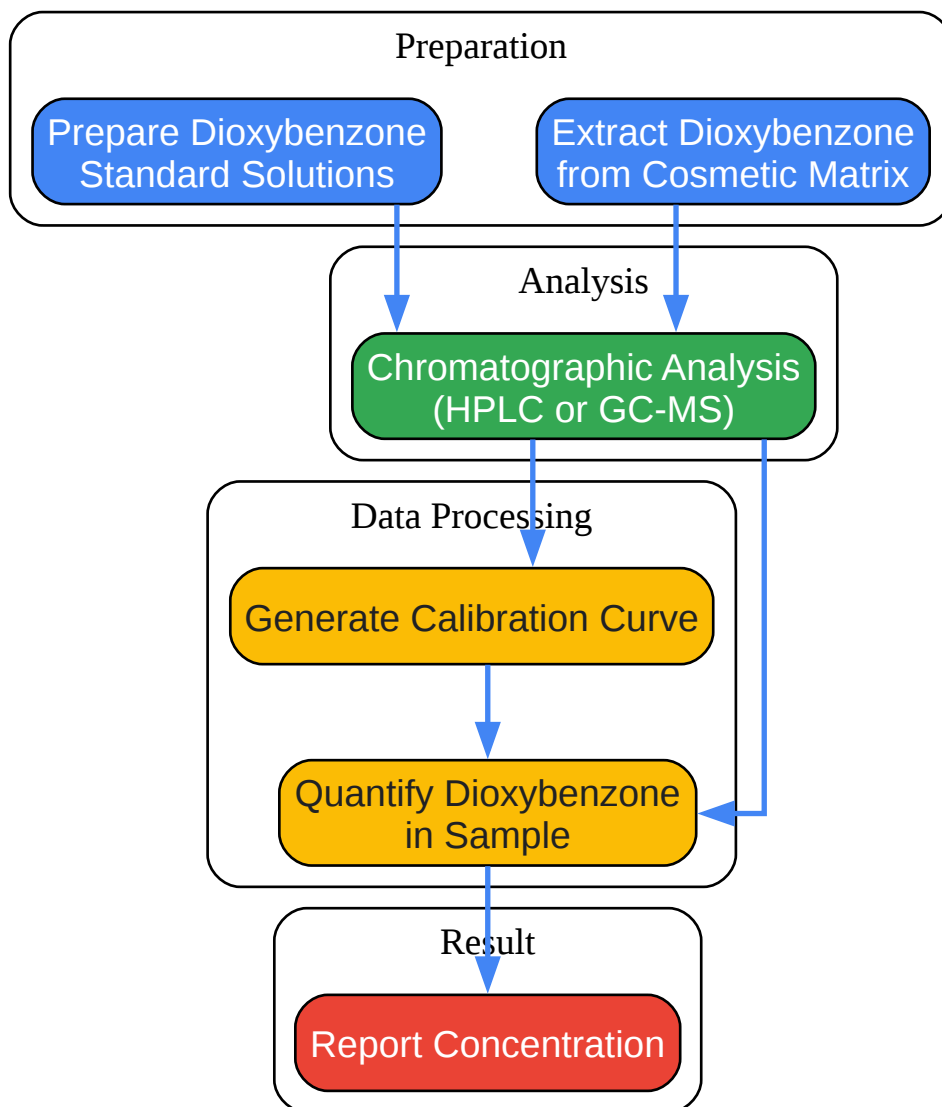 Preparation
Prepare Dioxybenzone
Standard Solutions
Extract Dioxybenzone
from Cosmetic Matrix
Analysis
Chromatographic Analysis
(HPLC or GC-MS)
Data Processing
Generate Calibration Curve
Quantify Dioxybenzone
in Sample
Result
Report Concentration